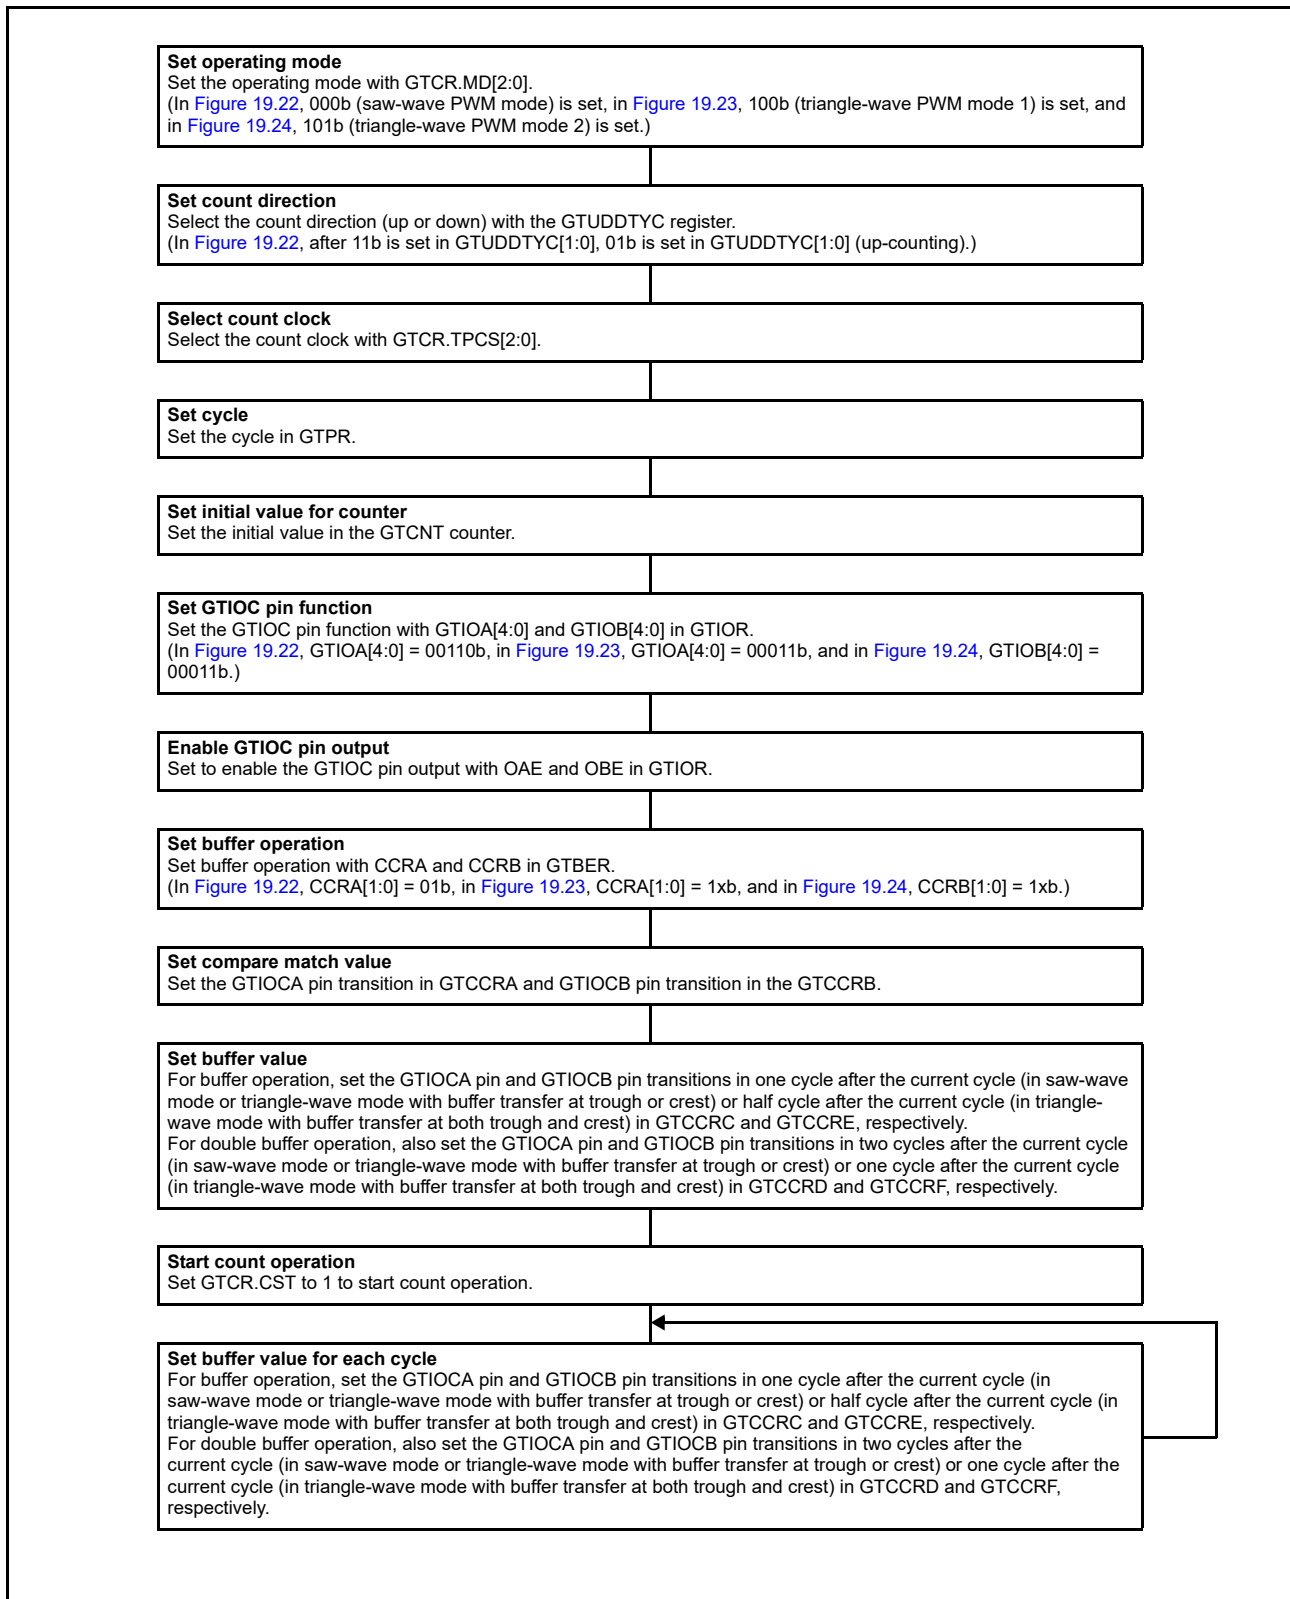 Set operating mode
Set the operating mode with GTCR.MD[2:0].
(In Figure 19.22, 000b (saw-wave PWM mode) is set, in Figure 19.23, 100b (triangle-wave PWM mode 1) is set, and
in Figure 19.24, 101b (triangle-wave PWM mode 2) is set.)
Set count direction
Select the count direction (up or down) with the GTUDDTYC register.
(In Figure 19.22, after 11b is set in GTUDDTYC[1:0], 01b is set in GTUDDTYC[1:0] (up-counting).)
Select count clock
Select the count clock with GTCR.TPCS[2:0].
Set cycle
Set the cycle in GTPR.
Set initial value for counter
Set the initial value in the GTCNT counter.
Set GTIOC pin function
Set the GTIOC pin function with GTIOA[4:0] and GTIOB[4:0] in GTIOR.
(In Figure 19.22, GTIOA[4:0] = 00110b, in Figure 19.23, GTIOA[4:0] = 00011b, and in Figure 19.24, GTIOB[4:0] =
00011b.)
Enable GTIOC pin output
Set to enable the GTIOC pin output with OAE and OBE in GTIOR.
Set buffer operation
Set buffer operation with CCRA and CCRB in GTBER.
(In Figure 19.22, CCRA[1:0] = 01b, in Figure 19.23, CCRA[1:0] = 1xb, and in Figure 19.24, CCRB[1:0] = 1xb.)
Set compare match value
Set the GTIOCA pin transition in GTCCRA and GTIOCB pin transition in the GTCCRB.
Set buffer value
For buffer operation, set the GTIOCA pin and GTIOCB pin transitions in one cycle after the current cycle (in saw-wave
mode or triangle-wave mode with buffer transfer at trough or crest) or half cycle after the current cycle (in triangle-
wave mode with buffer transfer at both trough and crest) in GTCCRC and GTCCRE, respectively.
For double buffer operation, also set the GTIOCA pin and GTIOCB pin transitions in two cycles after the current cycle
(in saw-wave mode or triangle-wave mode with buffer transfer at trough or crest) or one cycle after the current cycle
(in triangle-wave mode with buffer transfer at both trough and crest) in GTCCRD and GTCCRF, respectively.
Start count operation
Set GTCR.CST to 1 to start count operation.
Set buffer value for each cycle
For buffer operation, set the GTIOCA pin and GTIOCB pin transitions in one cycle after the current cycle (in
saw-wave mode or triangle-wave mode with buffer transfer at trough or crest) or half cycle after the current cycle (in
triangle-wave mode with buffer transfer at both trough and crest) in GTCCRC and GTCCRE, respectively.
For double buffer operation, also set the GTIOCA pin and GTIOCB pin transitions in two cycles after the
current cycle (in saw-wave mode or triangle-wave mode with buffer transfer at trough or crest) or one cycle after the
current cycle (in triangle-wave mode with buffer transfer at both trough and crest) in GTCCRD and GTCCRF,
respectively.